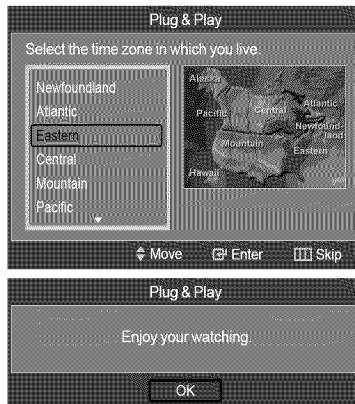 Plug & Play
Select the time zone in which you live.
Newfoundland
Atlantic
Eastern
Central
Mountain
Pacific
Alaska
Pacific
Central
Atlantic
Newfound-
land
Mountain
Eastern
Hawaii
Move Enter Skip
Plug & Play
Enjoy your watching.
OK